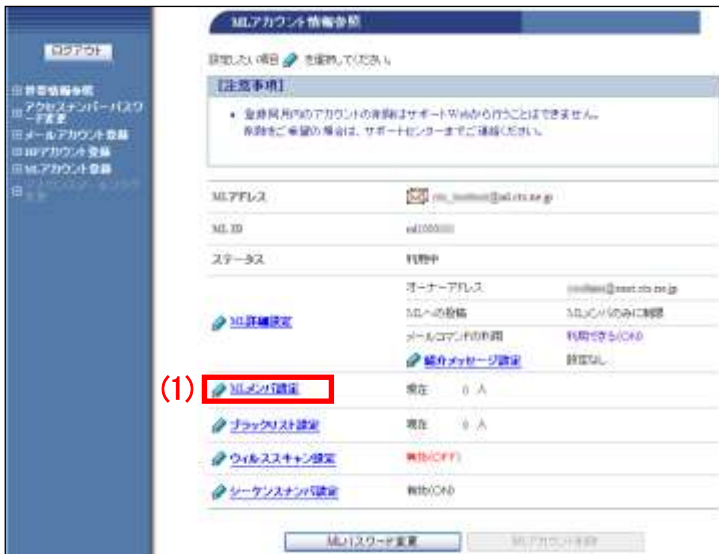 MLアカウント情報参照
ログアウト
設定したい項目 を選択してください。
【注意事項】
• 登録月月内のアカウントの削除はサポートWebから行うことはできません。
削除をご希望の場合は、サポートセンターまでご連絡ください。
契約情報参照
アクセスナンバーパスワード変更
メールアカウント登録
HPアカウント登録
MLアカウント登録
MLアドレス
ML ID
ステータス 利用中
オーナーアドレス
ML詳細設定
MLへの投稿 MLメンバのみに制限
メールコマンドの利用 利用できる(ON)
紹介メッセージ設定 設定なし
(1) MLメンバ設定 現在 0 人
ブラックリスト設定 現在 0 人
ウィルススキャン設定 無効(OFF)
シーケンスナンバ設定 有効(ON)
MLパスワード変更 MLアカウント削除